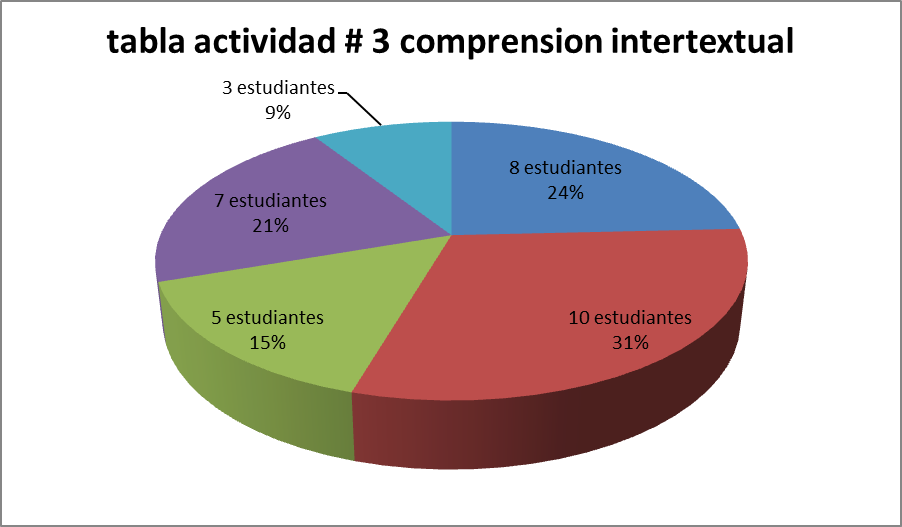 tabla actividad # 3 comprension intertextual
3 estudiantes
9%
8 estudiantes
24%
7 estudiantes
21%
5 estudiantes
15%
10 estudiantes
31%